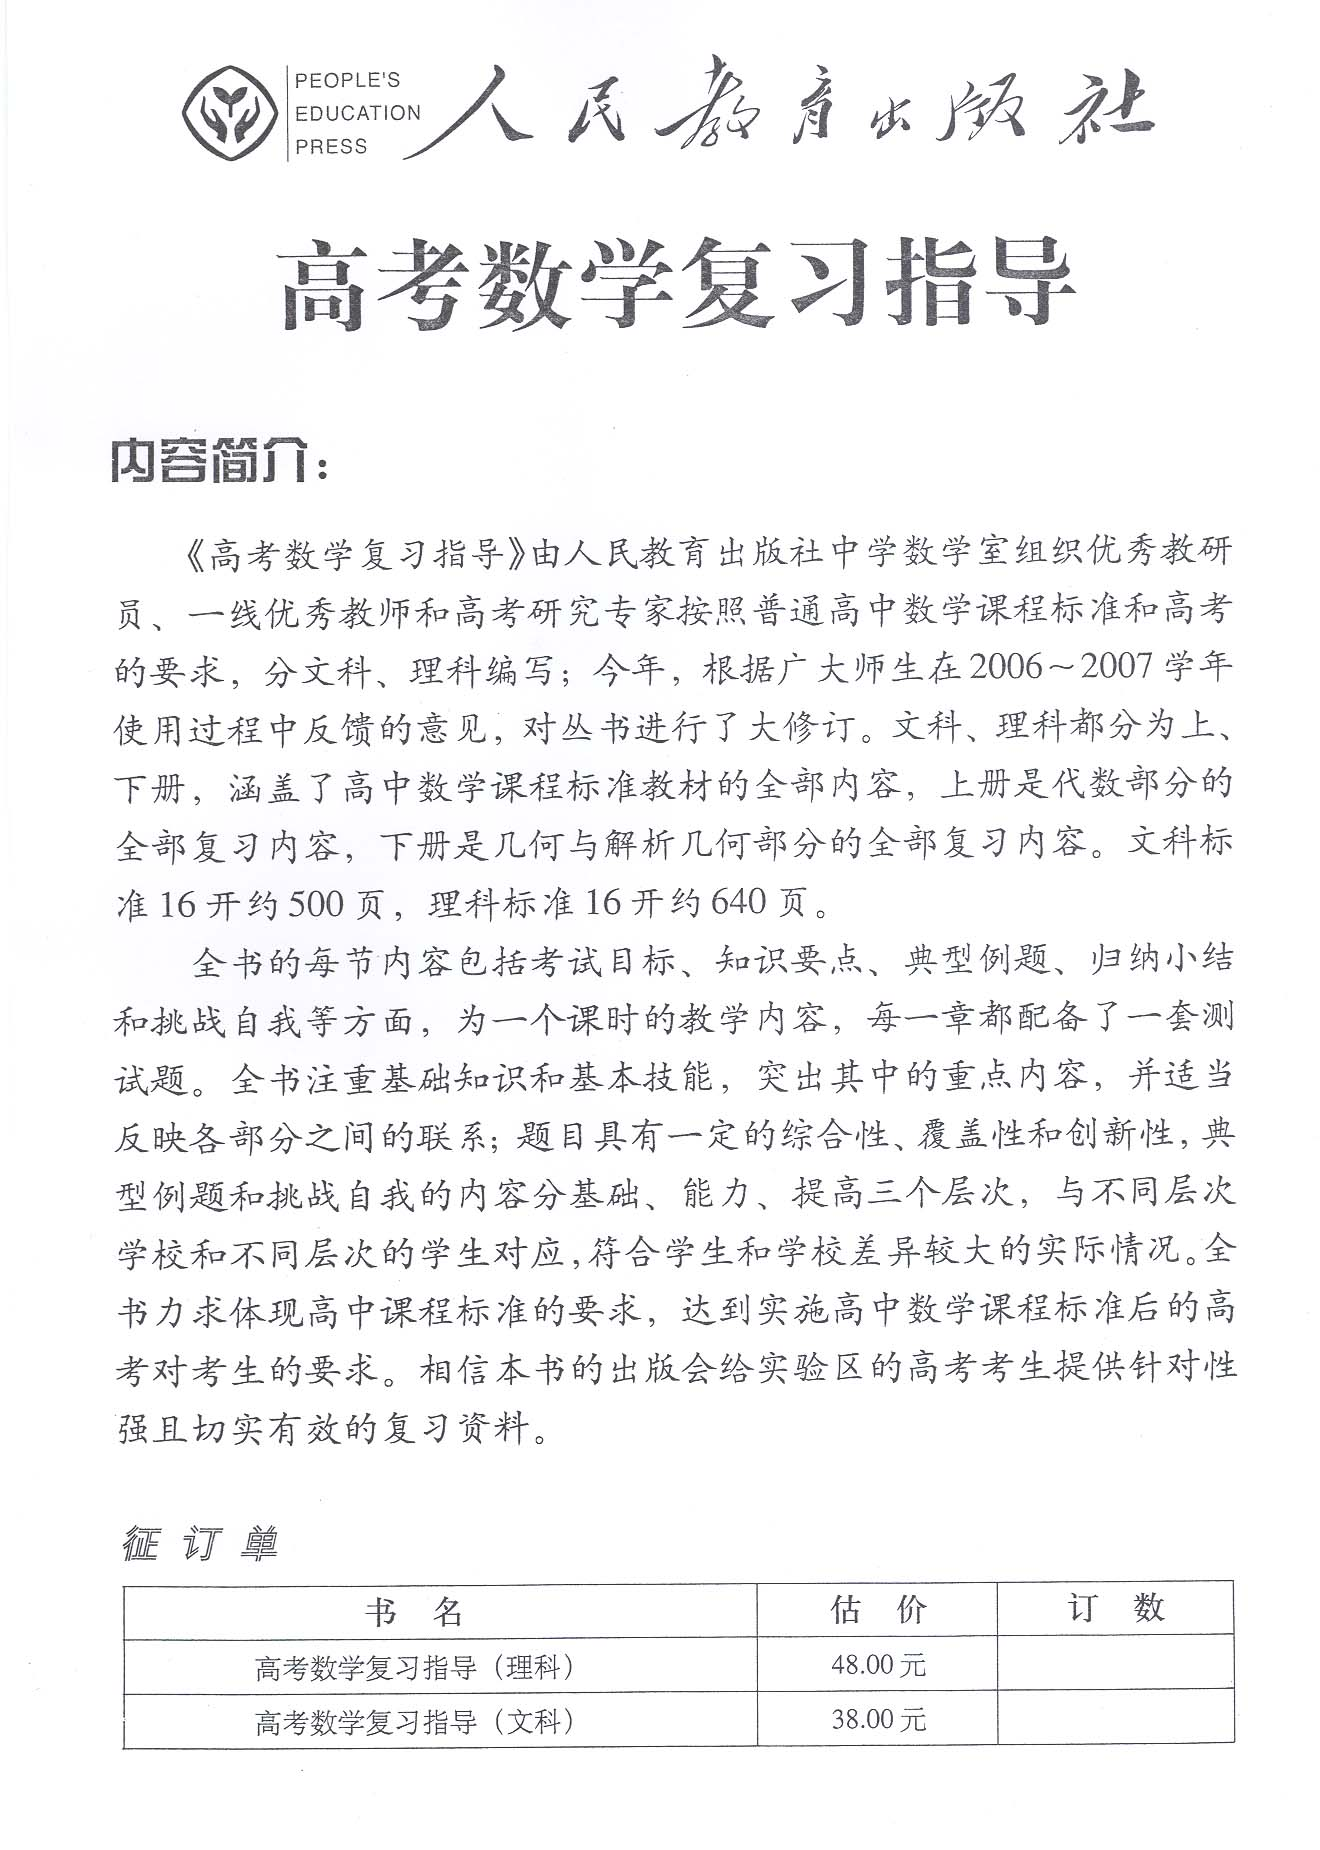 PEOPLE'S
EDUCATION
PRESS
人民教育出版社
高考数学复习指导
内容简介：
《高考数学复习指导》由人民教育出版社中学数学室组织优秀教研
员、一线优秀教师和高考研究专家按照普通高中数学课程标准和高考
的要求，分文科、理科编写；今年，根据广大师生在2006～2007学年
使用过程中反馈的意见，对丛书进行了大修订。文科、理科都分为上、
下册，涵盖了高中数学课程标准教材的全部内容，上册是代数部分的
全部复习内容，下册是几何与解析几何部分的全部复习内容。文科标
准16开约500页，理科标准16开约640页。
全书的每节内容包括考试目标、知识要点、典型例题、归纳小结
和挑战自我等方面，为一个课时的教学内容，每一章都配备了一套测
试题。全书注重基础知识和基本技能，突出其中的重点内容，并适当
反映各部分之间的联系；题目具有一定的综合性、覆盖性和创新性，典
型例题和挑战自我的内容分基础、能力、提高三个层次，与不同层次
学校和不同层次的学生对应，符合学生和学校差异较大的实际情况。全
书力求体现高中课程标准的要求，达到实施高中数学课程标准后的高
考对考生的要求。相信本书的出版会给实验区的高考考生提供针对性
强且切实有效的复习资料。
征订单
书 名 估 价 订 数
高考数学复习指导（理科） 48.00元
高考数学复习指导（文科） 38.00元